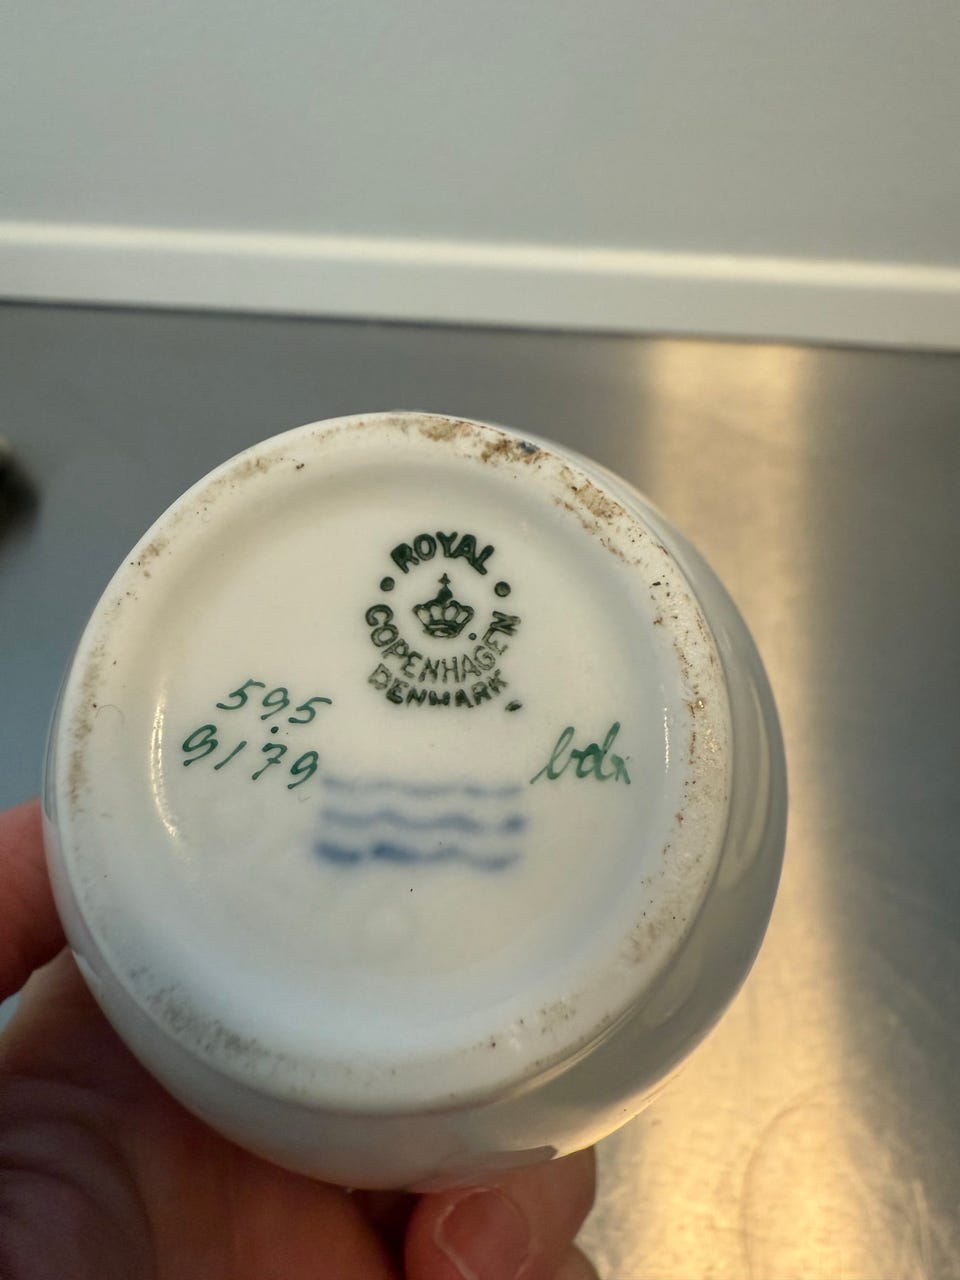 ROYAL
COPENHAGEN
DENMARK
595
9179